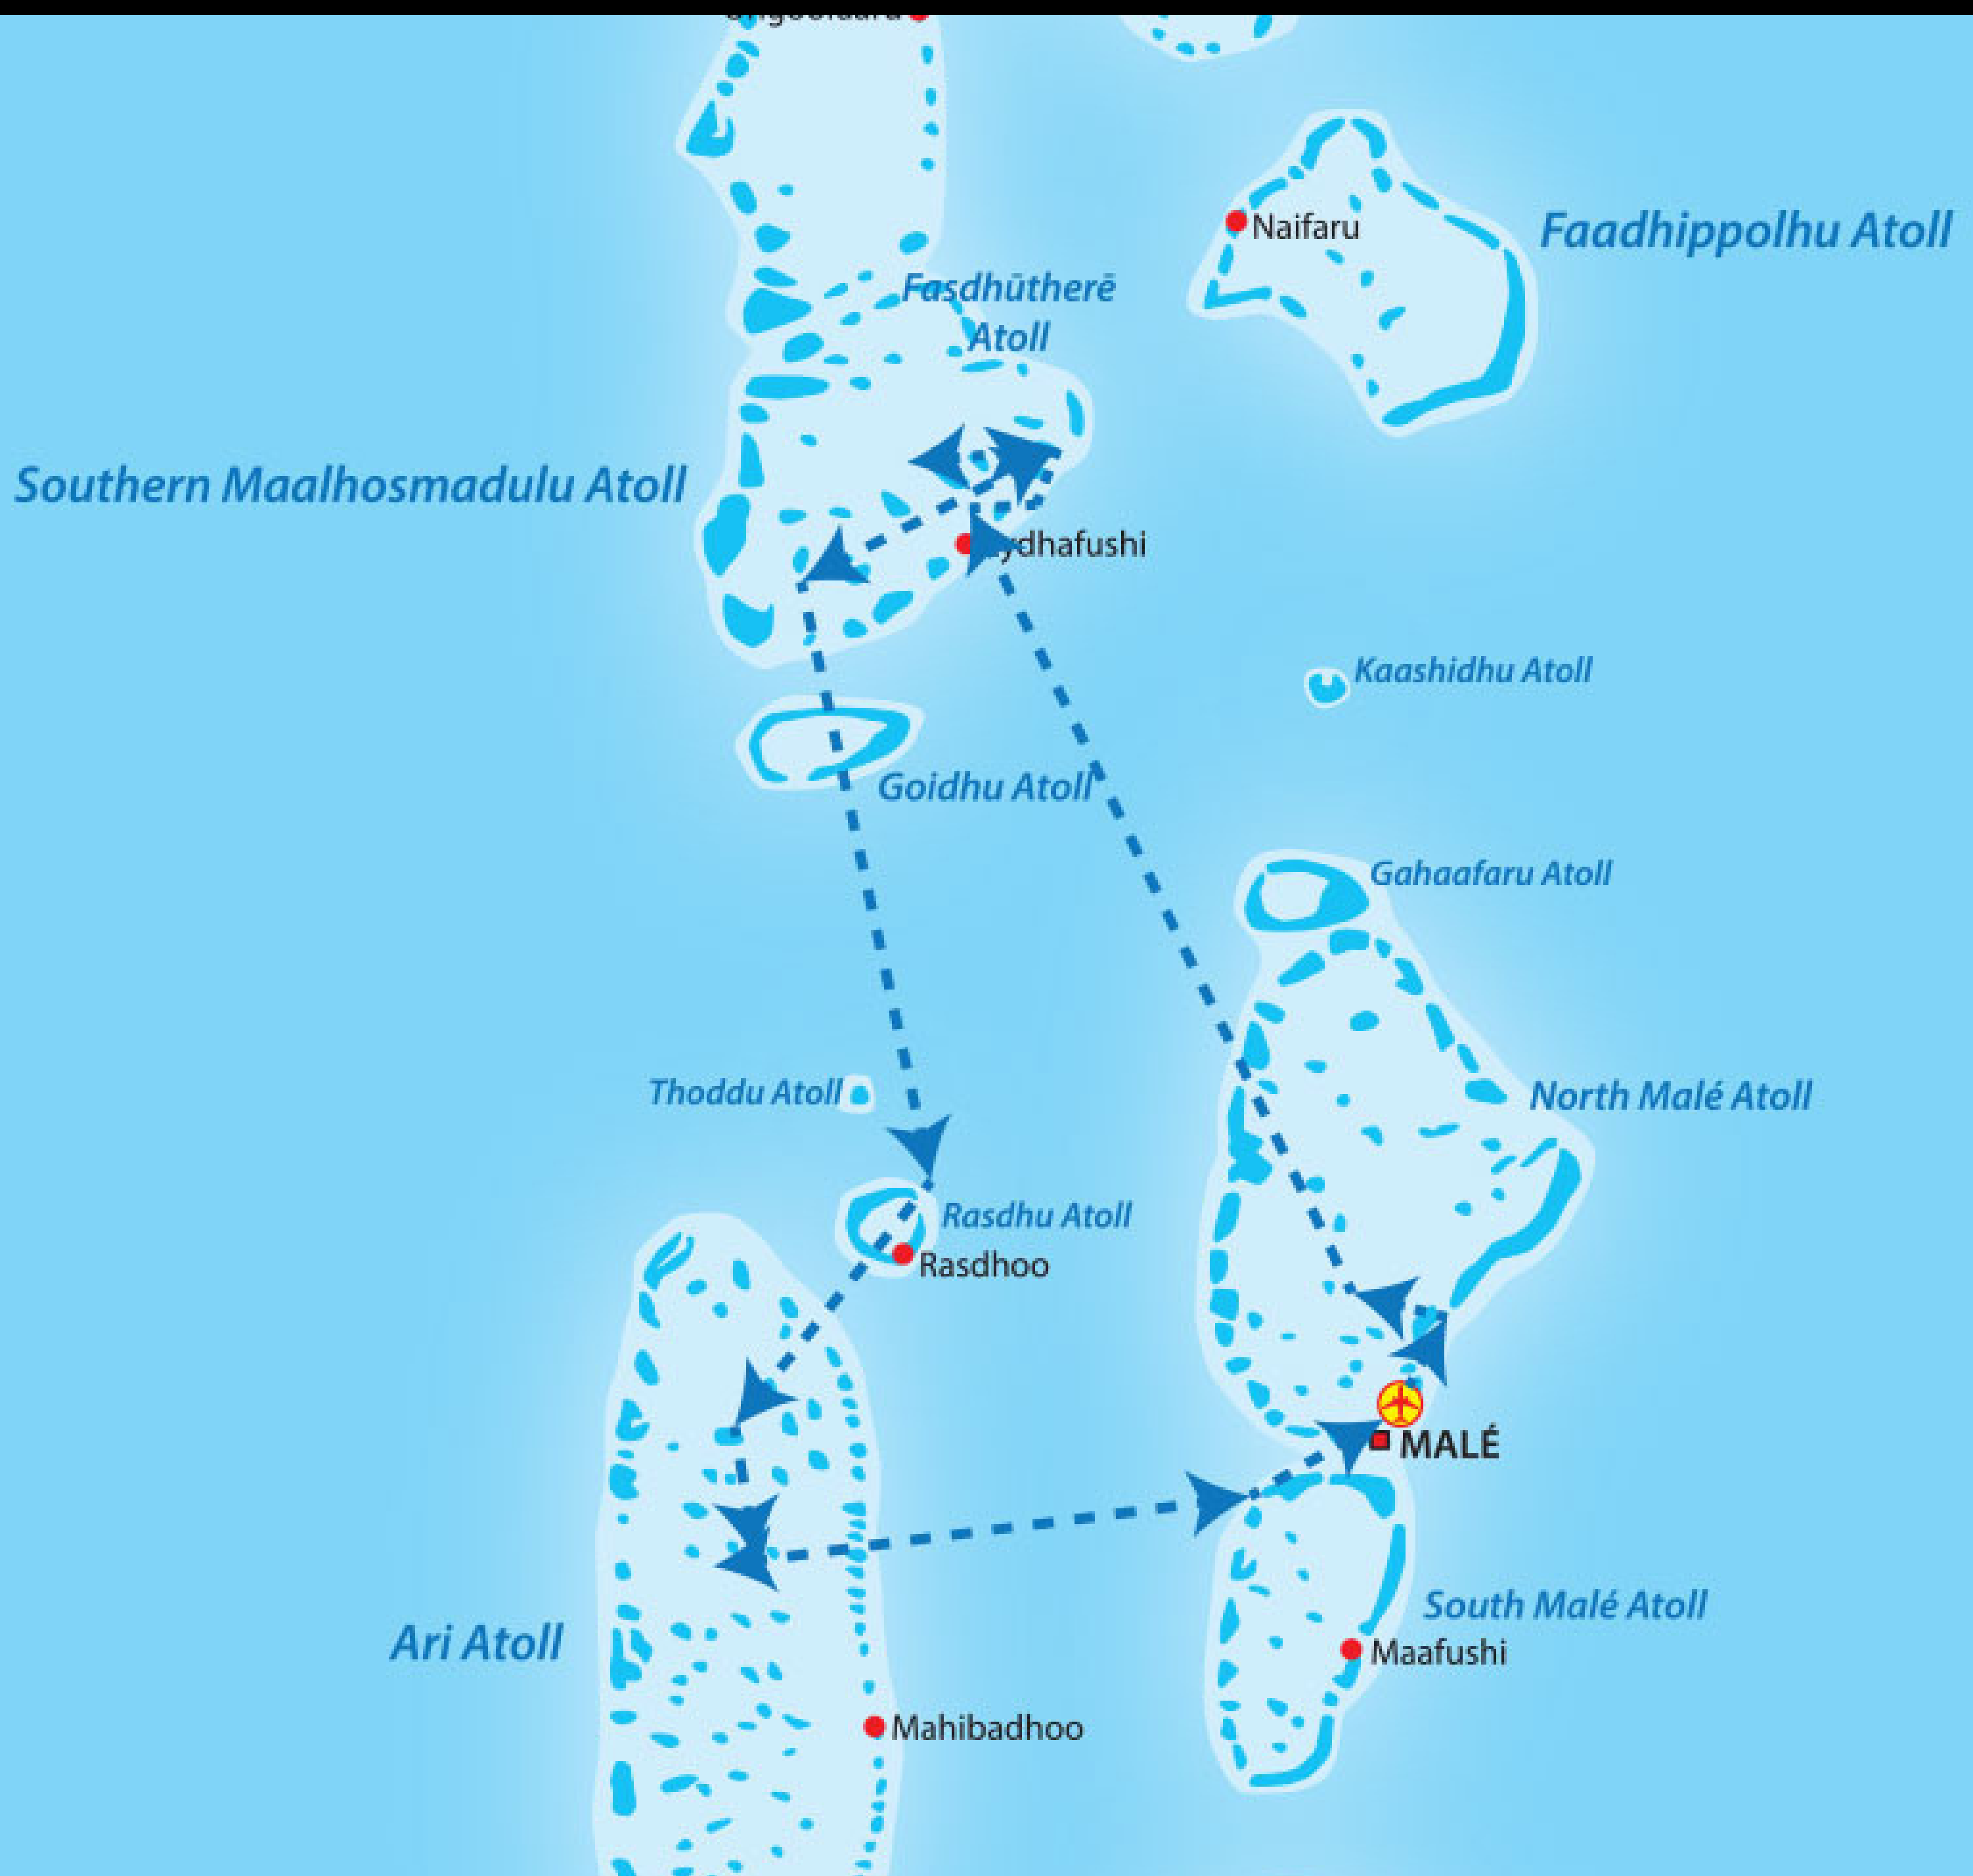 Naifaru
Faadhippolhu Atoll
Fasdhūtherē
Atoll
Southern Maalhosmadulu Atoll
Kaashidhu Atoll
Goidhu Atoll
Gahaafaru Atoll
Thoddu Atoll
North Malé Atoll
Rasdhu Atoll
Rasdhoo
MALÉ
South Malé Atoll
Ari Atoll
Maafushi
Mahibadhoo